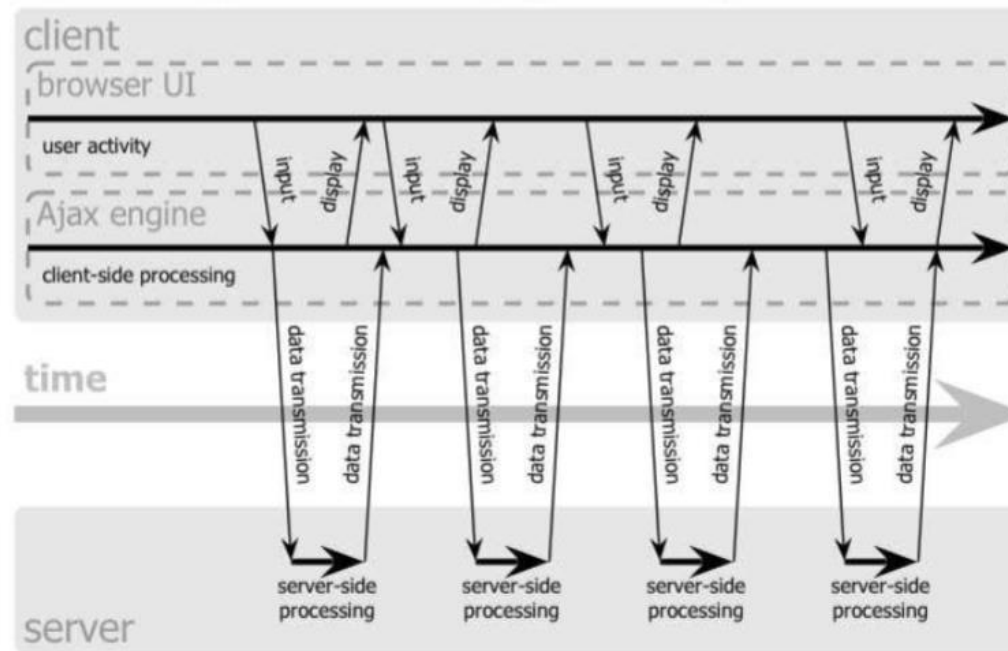 client
browser UI
user activity
input
display
input
display
input
display
input
display
Ajax engine
client-side processing
data transmission
data transmission
data transmission
data transmission
data transmission
data transmission
data transmission
data transmission
time
server-side
processing
server-side
processing
server-side
processing
server-side
processing
server